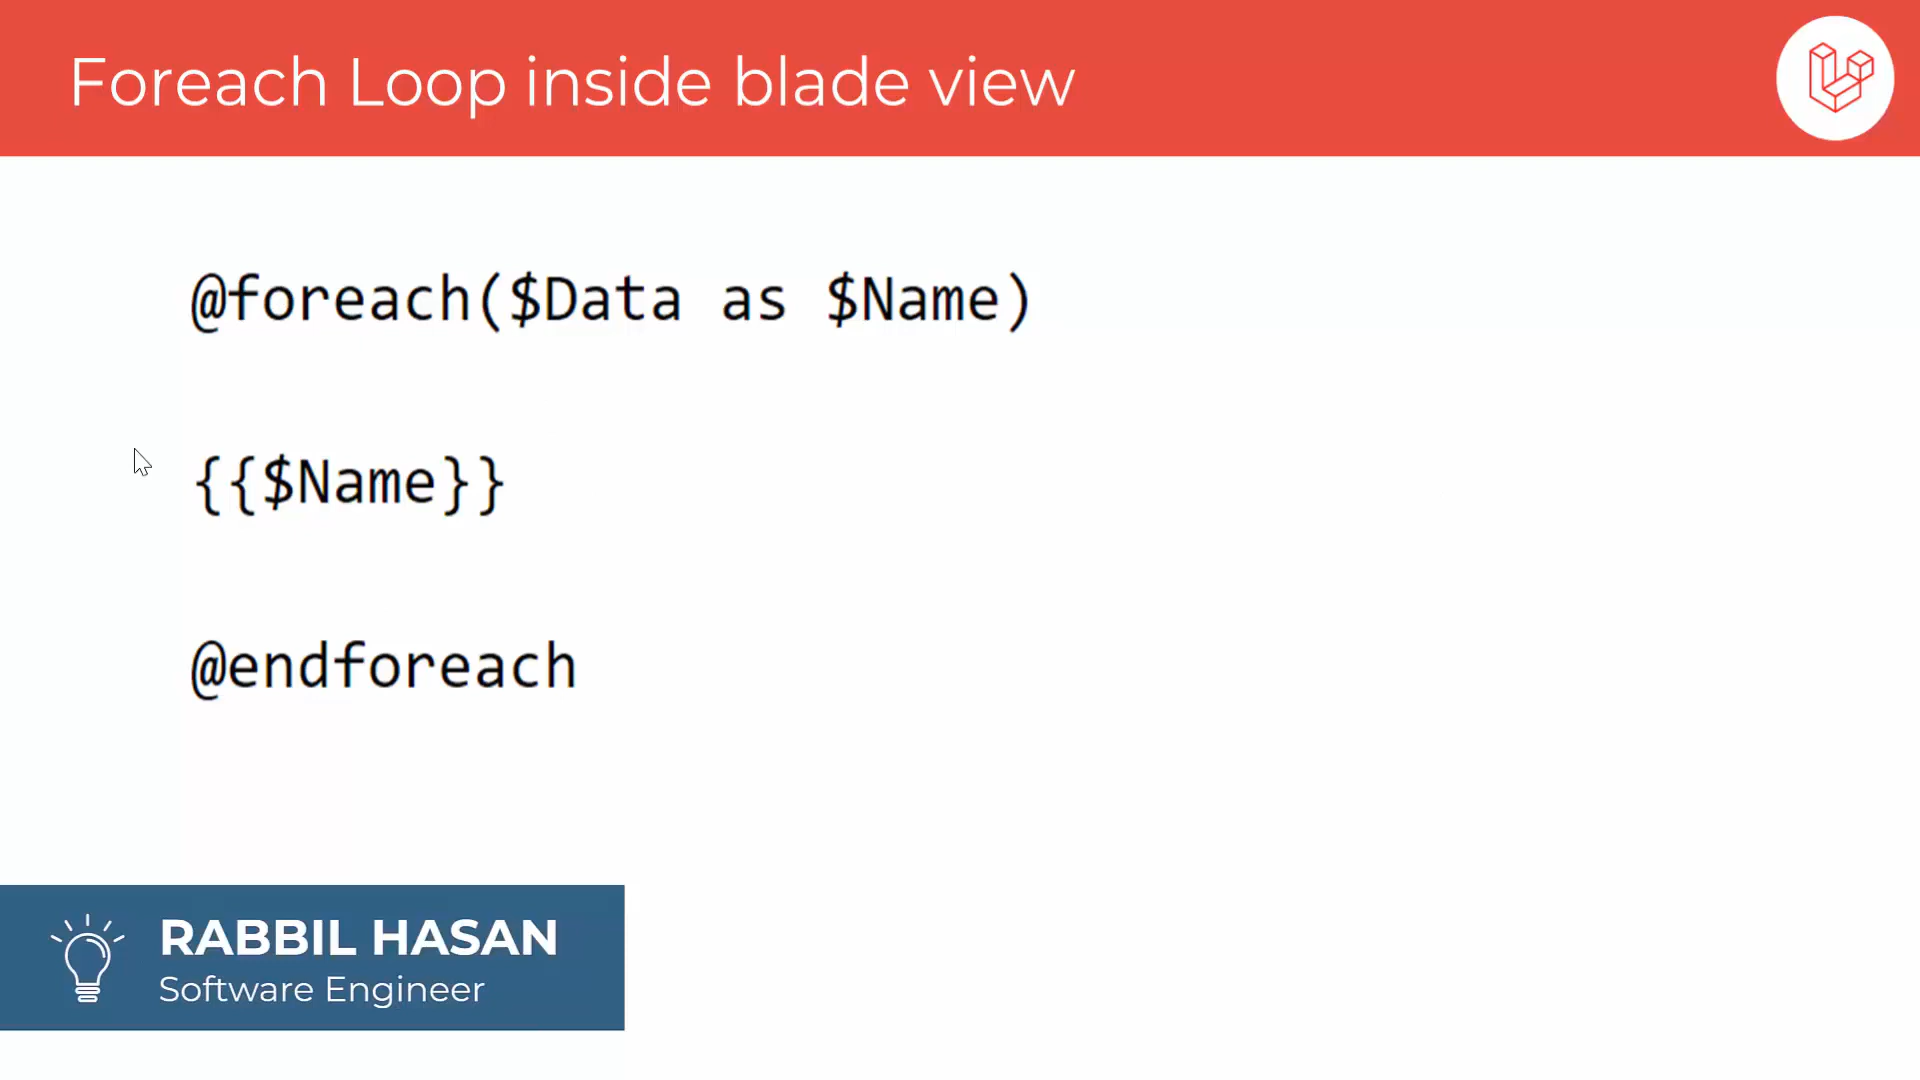 Foreach Loop inside blade view
@foreach($Data as $Name)
{{$Name}}
@endforeach
RABBIL HASAN
Software Engineer